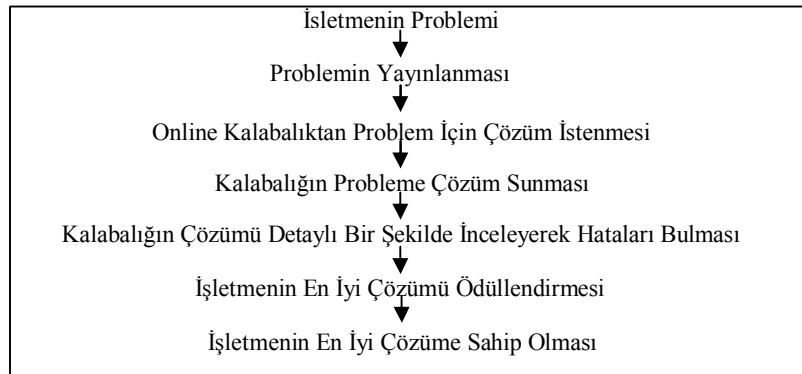 İsletmenin Problemi
Problemin Yayınlanması
Online Kalabalıktan Problem İçin Çözüm İstenmesi
Kalabalığın Probleme Çözüm Sunması
Kalabalığın Çözümü Detaylı Bir Şekilde İnceleyerek Hataları Bulması
İşletmenin En İyi Çözümü Ödüllendirmesi
İşletmenin En İyi Çözüme Sahip Olması